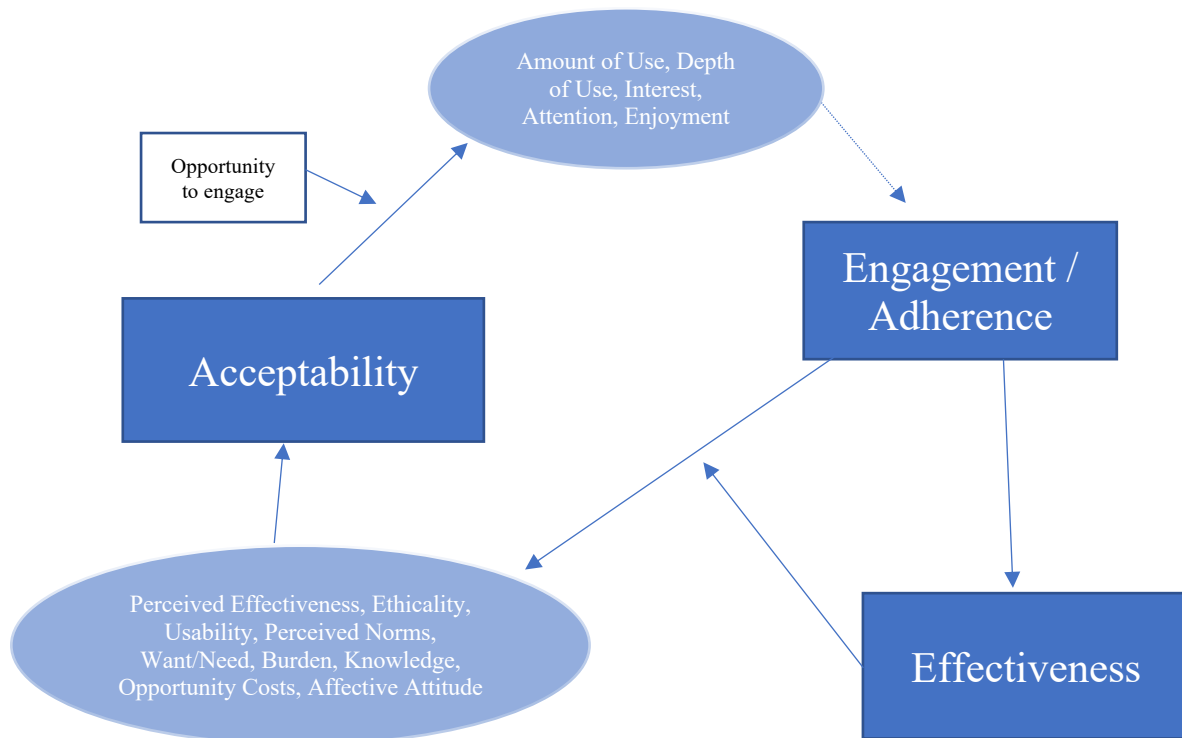 Amount of Use, Depth
of Use, Interest,
Attention, Enjoyment
Opportunity
to engage
Engagement /
Adherence
Acceptability
Perceived Effectiveness, Ethicality,
Usability, Perceived Norms,
Want/Need, Burden, Knowledge,
Opportunity Costs, Affective Attitude
Effectiveness